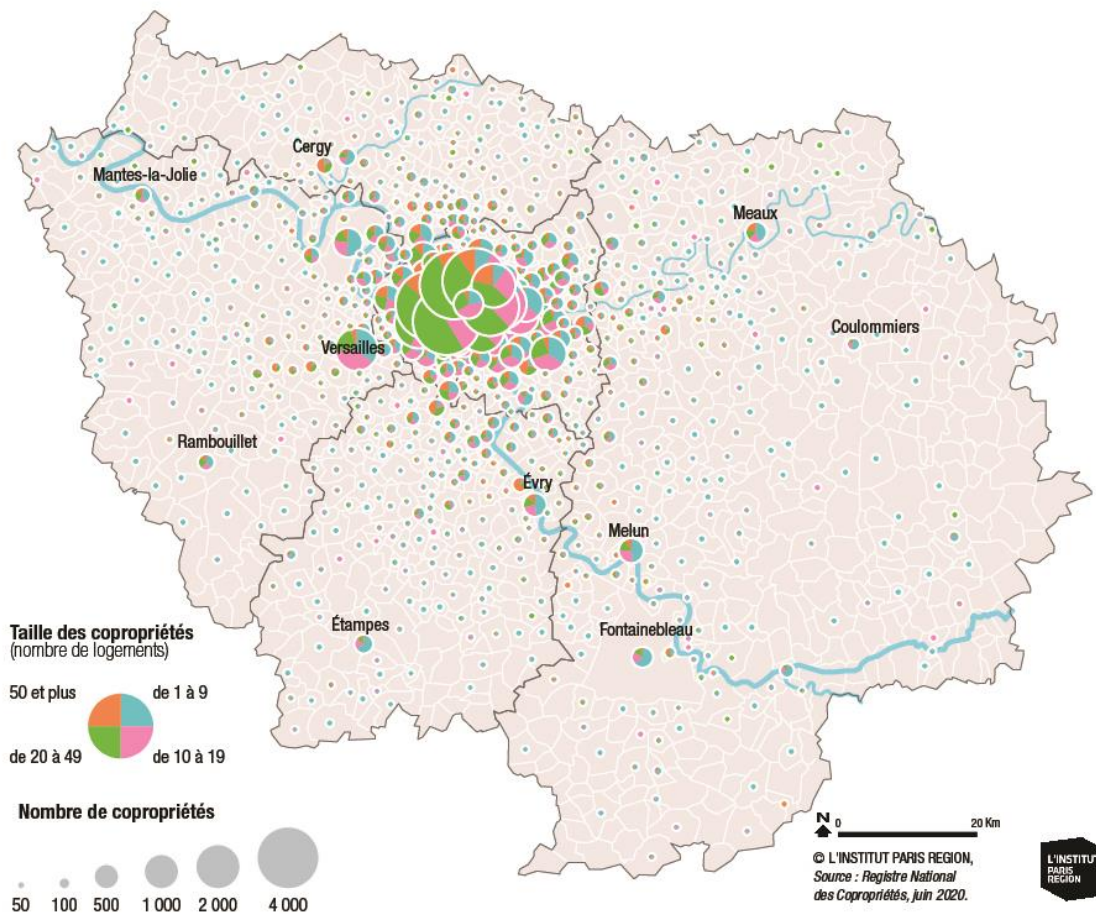 Cergy
Mantes-la-Jolie
Meaux
Coulommiers
Versailles
Rambouillet
Évry
Melun
Étampes
Fontainebleau
Taille des copropriétés
(nombre de logements)
50 et plus
de 1 à 9
de 20 à 49
de 10 à 19
Nombre de copropriétés
50 100 500 1 000 2 000 4 000
N 0 20 Km
© L'INSTITUT PARIS REGION,
Source : Registre National
des Copropriétés, juin 2020.
L'INSTITUT
PARIS
REGION